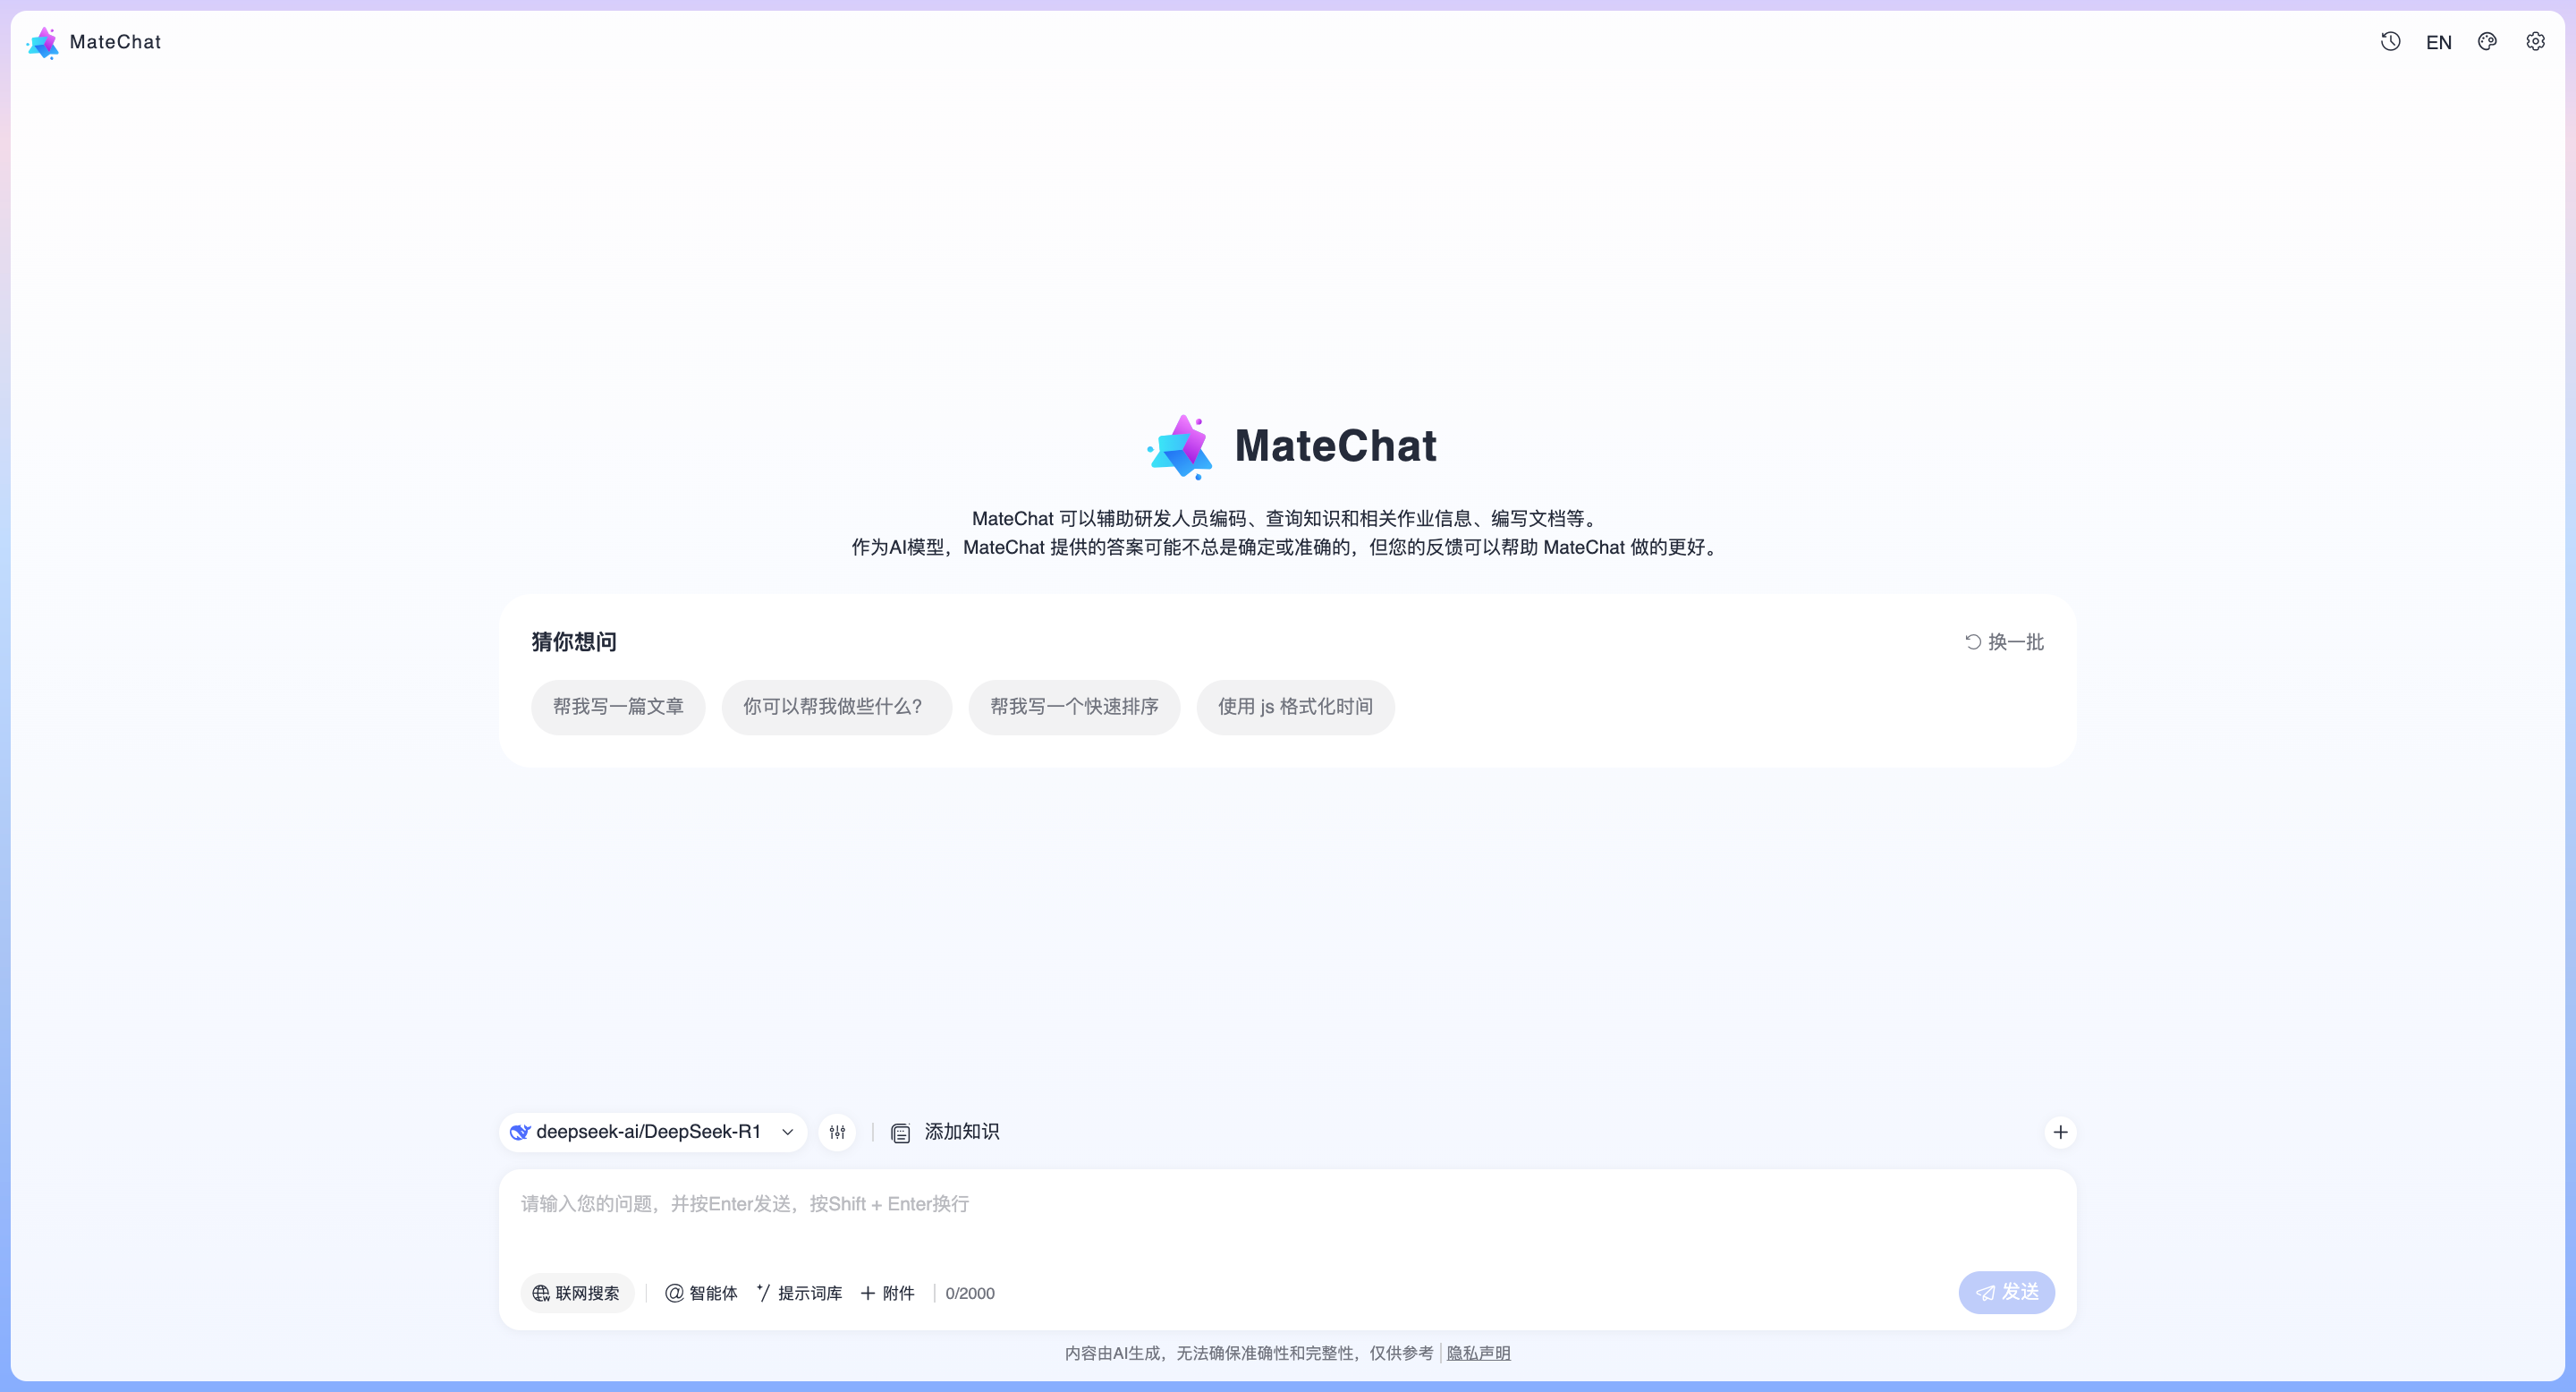 MateChat
EN
MateChat
MateChat 可以辅助研发人员编码、查询知识和相关作业信息、编写文档等。
作为AI模型，MateChat 提供的答案可能不总是确定或准确的，但您的反馈可以帮助 MateChat 做的更好。
猜你想问
换一批
帮我写一篇文章
你可以帮我做些什么？
帮我写一个快速排序
使用 js 格式化时间
deepseek-ai/DeepSeek-R1
添加知识
请输入您的问题，并按Enter发送，按Shift + Enter换行
联网搜索
@ 智能体
提示词库
附件
0/2000
发送
内容由AI生成，无法确保准确性和完整性，仅供参考
隐私声明